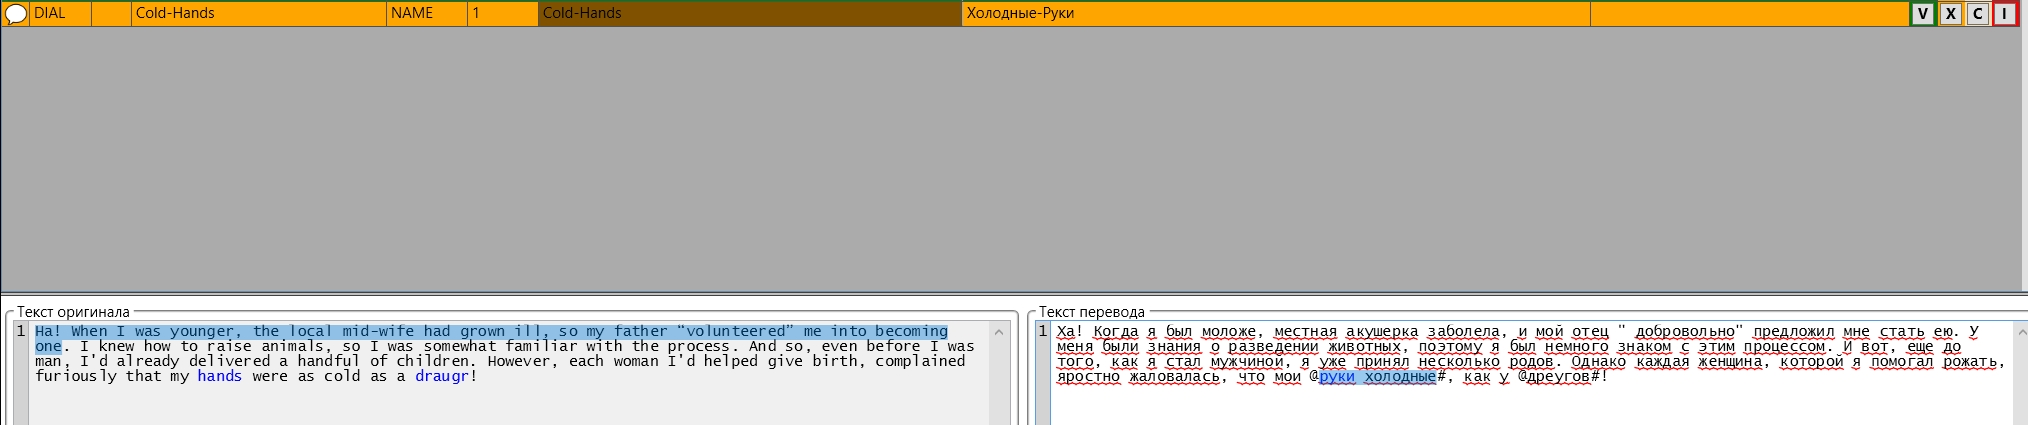 DIAL Cold-Hands NAME 1 Cold-Hands Холодные-Руки V X C I
Текст оригинала
1 Ha! When I was younger, the local mid-wife had grown ill, so my father “volunteered” me into becoming
one. I knew how to raise animals, so I was somewhat familiar with the process. And so, even before I was
man, I'd already delivered a handful of children. However, each woman I'd helped give birth, complained
furiously that my hands were as cold as a draugr!
Текст перевода
1 Ха! Когда я был моложе, местная акушерка заболела, и мой отец " добровольно" предложил мне стать ею. У
меня были знания о разведении животных, поэтому я был немного знаком с этим процессом. И вот, еще до
того, как я стал мужчиной, я уже принял несколько родов. Однако каждая женщина, которой я помогал рожать,
яростно жаловалась, что мои @руки холодные#, как у @дреугов#!